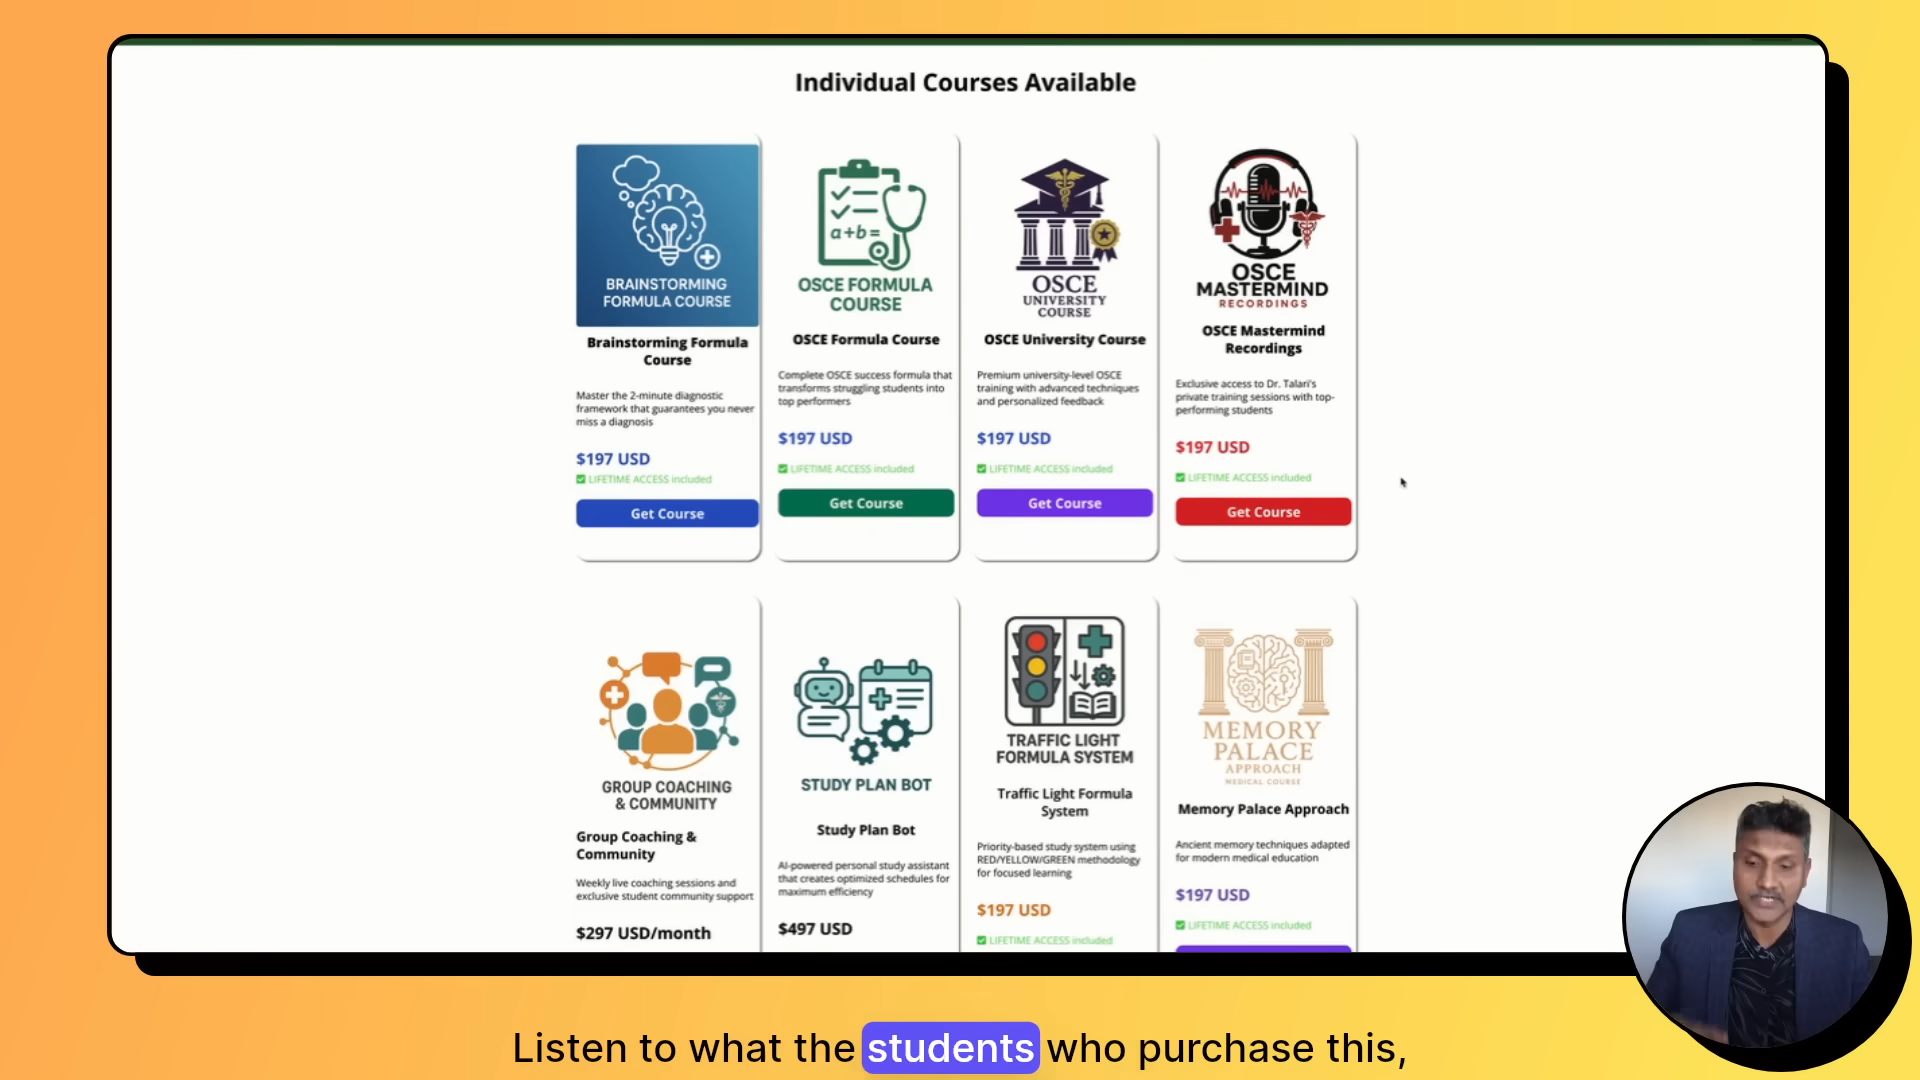 Individual Courses Available
BRAINSTORMING
FORMULA COURSE
Brainstorming Formula
Course
Master the 2-minute diagnostic
framework that guarantees you never
miss a diagnosis
$197 USD
LIFETIME ACCESS included
Get Course
a+b=
OSCE FORMULA
COURSE
OSCE Formula Course
Complete OSCE success formula that
transforms struggling students into
top performers
$197 USD
LIFETIME ACCESS included
Get Course
OSCE
UNIVERSITY
COURSE
OSCE University Course
Premium university-level OSCE
training with advanced techniques
and personalized feedback
$197 USD
LIFETIME ACCESS included
Get Course
OSCE
MASTERMIND
RECORDINGS
OSCE Mastermind
Recordings
Exclusive access to Dr. Talari's
private training sessions with top-
performing students
$197 USD
LIFETIME ACCESS included
Get Course
GROUP COACHING
& COMMUNITY
Group Coaching &
Community
Weekly live coaching sessions and
exclusive student community support
$297 USD/month
STUDY PLAN BOT
Study Plan Bot
AI-powered personal study assistant
that creates optimized schedules for
maximum efficiency
$497 USD
TRAFFIC LIGHT
FORMULA SYSTEM
Traffic Light Formula
System
Priority-based study system using
RED/YELLOW/GREEN methodology
for focused learning
$197 USD
LIFETIME ACCESS included
MEMORY
PALACE
APPROACH
MEDICAL COURSE
Memory Palace Approach
Ancient memory techniques adapted
for modern medical education
$197 USD
LIFETIME ACCESS included
Listen to what the students who purchase this,